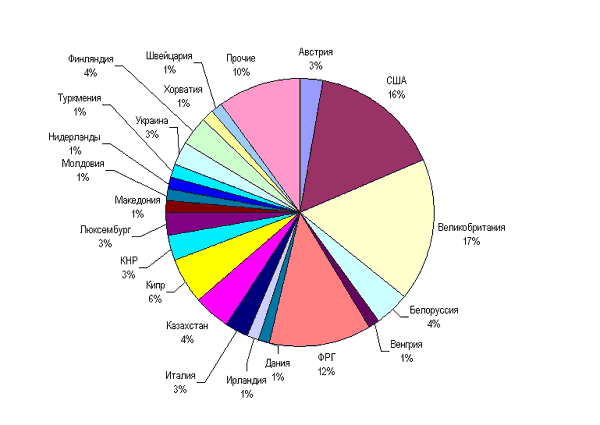 Австрия
3%
США
16%
Великобритания
17%
Белоруссия
4%
Венгрия
1%
ФРГ
12%
Дания
1%
Ирландия
1%
Италия
3%
Казахстан
4%
Кипр
6%
КНР
3%
Люксембург
3%
Македония
1%
Молдовия
1%
Нидерланды
1%
Туркмения
1%
Украина
3%
Финляндия
4%
Хорватия
1%
Швейцария
1%
Прочие
10%